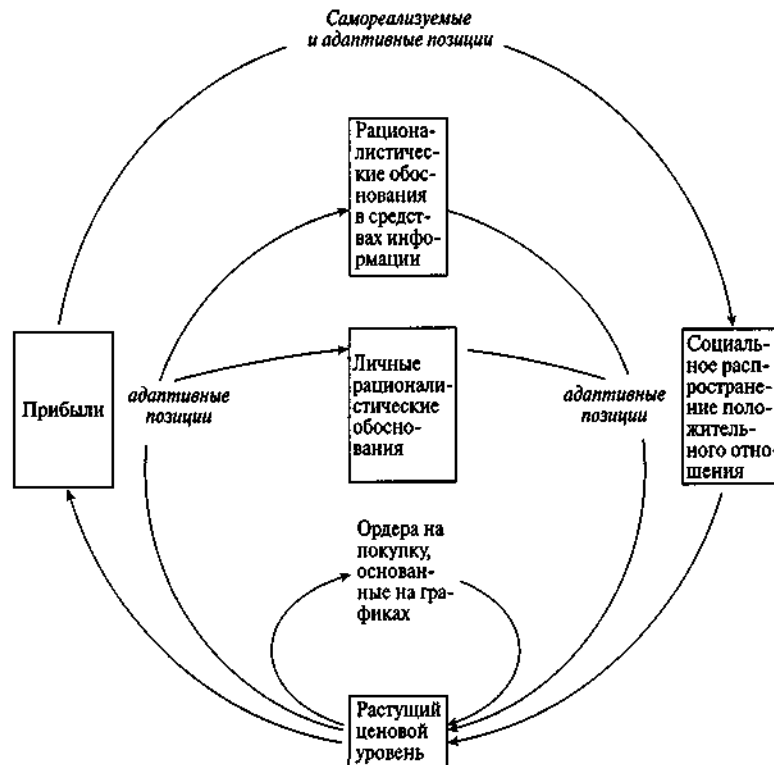 Самореализуемые
и адаптивные позиции
Рациона-
листичес-
кие обос-
нования
в средст-
вах инфо-
рмации
Прибыли
адаптивные
позиции
Личные
рационали-
стические
обосно-
вания
адаптивные
позиции
Социаль-
ное расп-
ростране-
ние поло-
житель-
ного отно-
шения
Ордера на
покупку,
основан-
ные на гра-
фиках
Растущий
ценовой
уровень